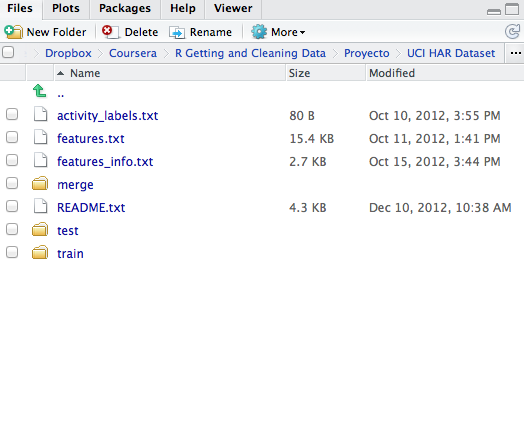 Files Plots Packages Help Viewer
New Folder Delete Rename More
Dropbox Coursera R Getting and Cleaning Data Proyecto UCI HAR Dataset ...
Name Size Modified
..
activity_labels.txt 80 B Oct 10, 2012, 3:55 PM
features.txt 15.4 KB Oct 11, 2012, 1:41 PM
features_info.txt 2.7 KB Oct 15, 2012, 3:44 PM
merge
README.txt 4.3 KB Dec 10, 2012, 10:38 AM
test
train